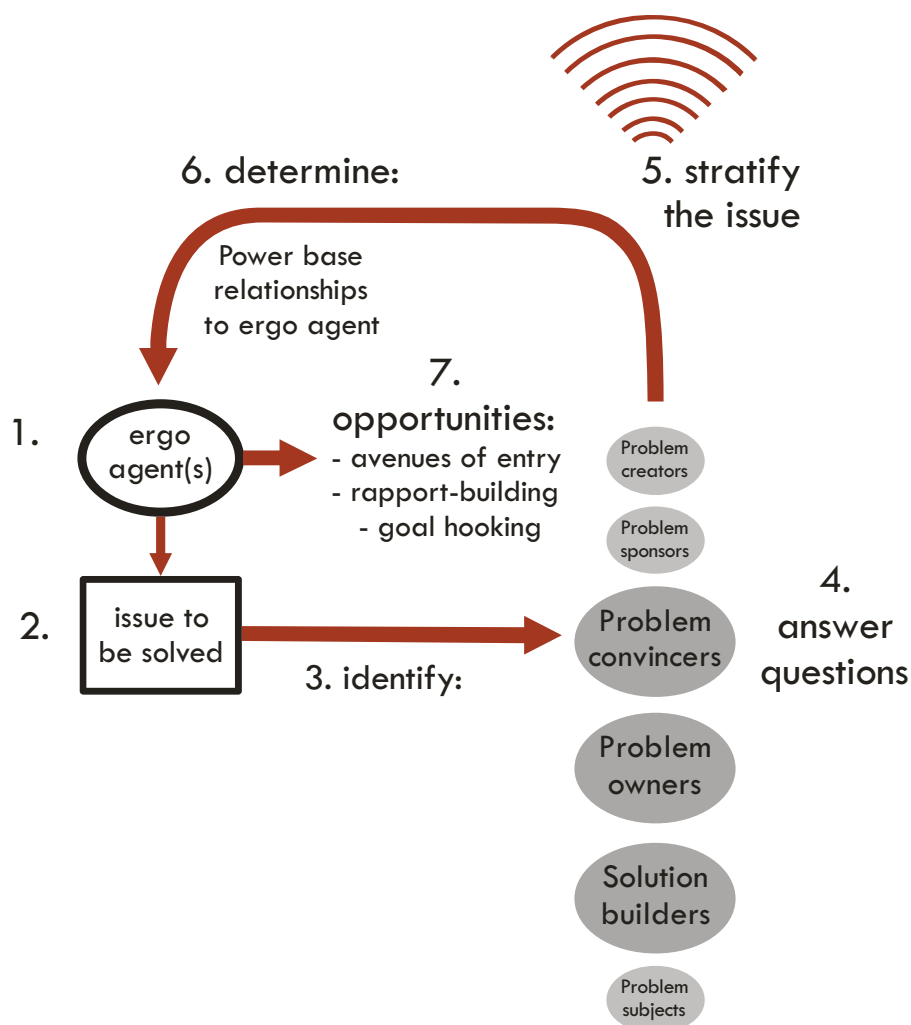 6. determine:
5. stratify
the issue
Power base
relationships
to ergo agent
7.
opportunities:
- avenues of entry
- rapport-building
- goal hooking
1.
ergo
agent(s)
Problem
creators
Problem
sponsors
2.
issue to
be solved
3. identify:
Problem
convincers
4.
answer
questions
Problem
owners
Solution
builders
Problem
subjects